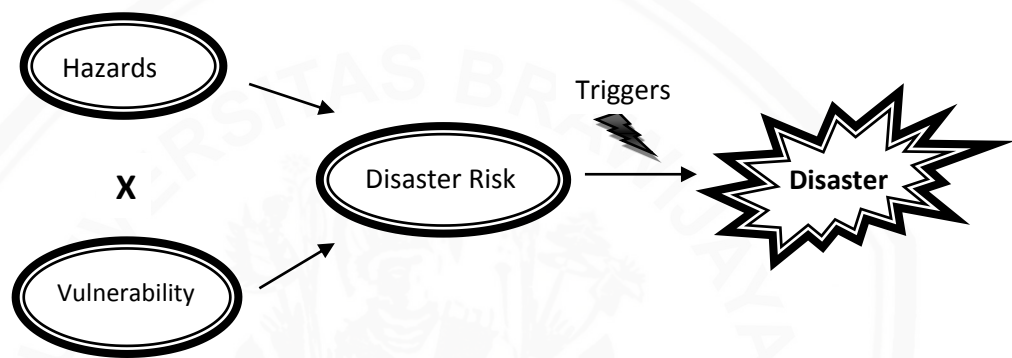 Hazards
Triggers
X
Disaster Risk
Disaster
Vulnerability